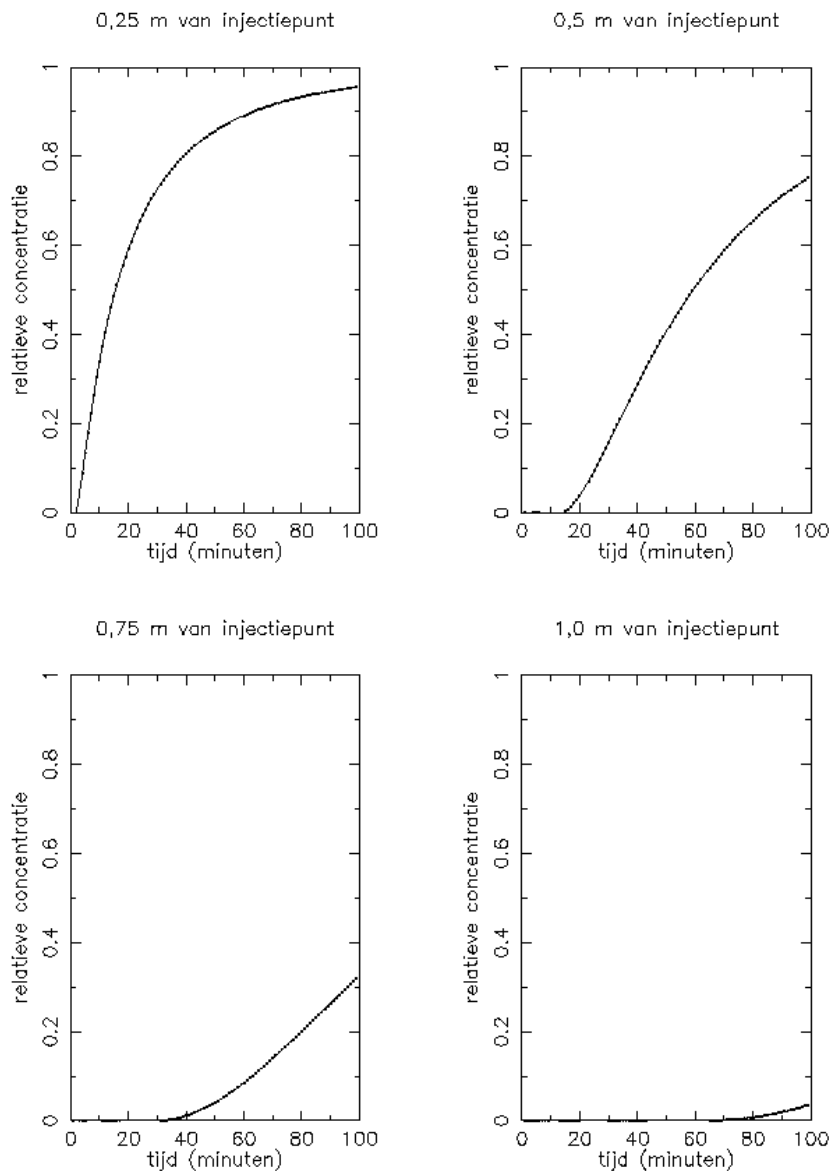 0,25 m van injectiepunt
relatieve concentratie
0 0.2 0.4 0.6 0.8 1
0 20 40 60 80 100
tijd (minuten)
0,5 m van injectiepunt
relatieve concentratie
0 0.2 0.4 0.6 0.8 1
0 20 40 60 80 100
tijd (minuten)
0,75 m van injectiepunt
relatieve concentratie
0 0.2 0.4 0.6 0.8 1
0 20 40 60 80 100
tijd (minuten)
1,0 m van injectiepunt
relatieve concentratie
0 0.2 0.4 0.6 0.8 1
0 20 40 60 80 100
tijd (minuten)